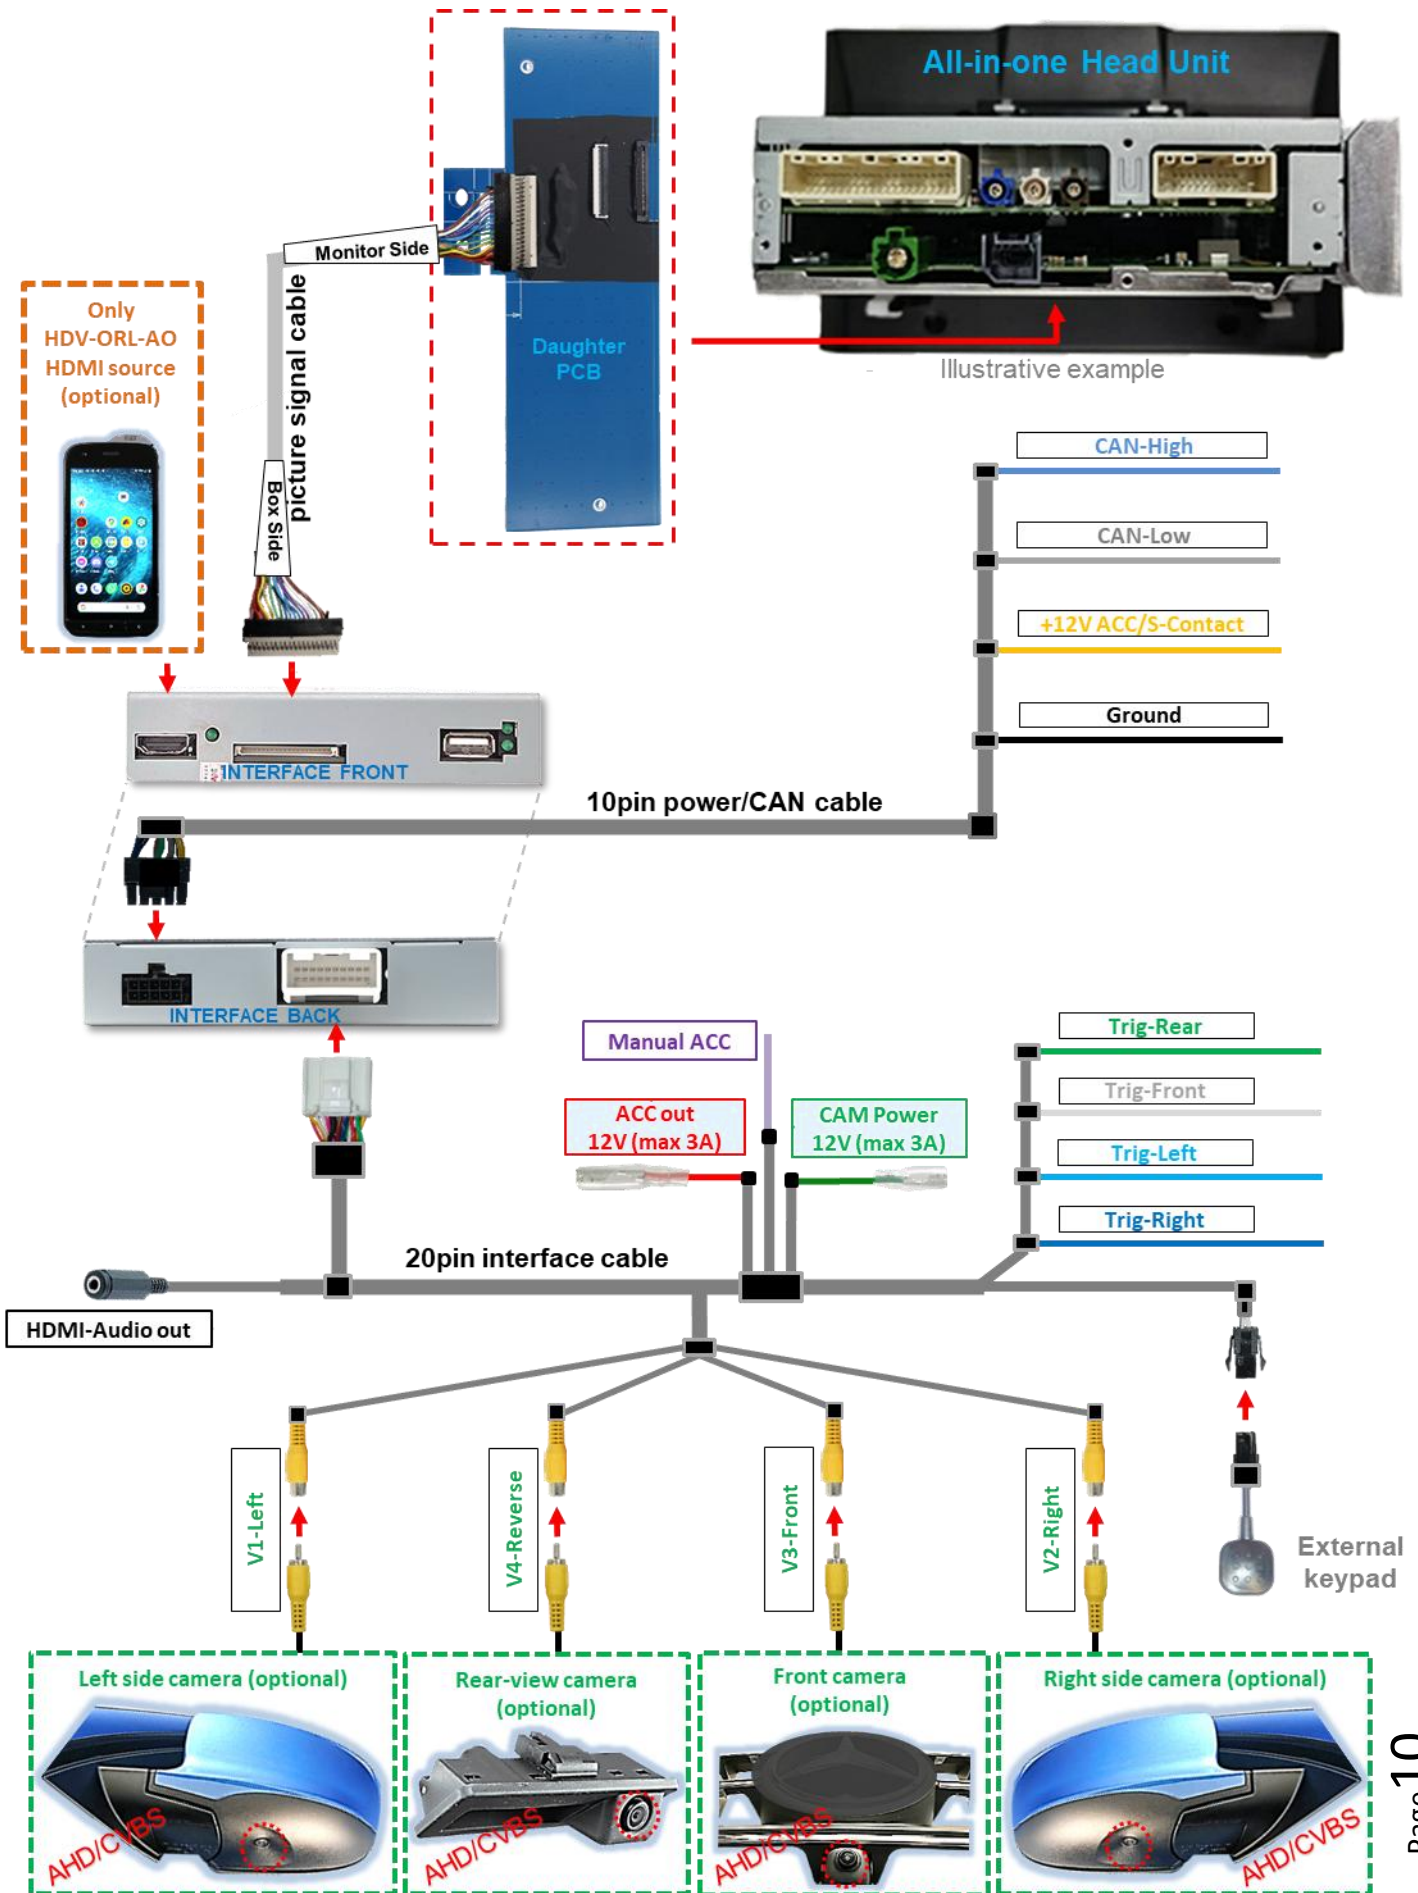 All-in-one Head Unit
Monitor Side
picture signal cable
Box Side
Daughter
PCB
Illustrative example
Only
HDV-ORL-AO
HDMI source
(optional)
CAN-High
CAN-Low
+12V ACC/S-Contact
Ground
INTERFACE FRONT
10pin power/CAN cable
INTERFACE BACK
Manual ACC
ACC out
12V (max 3A)
CAM Power
12V (max 3A)
Trig-Rear
Trig-Front
Trig-Left
Trig-Right
20pin interface cable
HDMI-Audio out
V1-Left
V4-Reverse
V3-Front
V2-Right
External
keypad
Left side camera (optional)
AHD/CVBS
Rear-view camera
(optional)
AHD/CVBS
Front camera
(optional)
AHD/CVBS
Right side camera (optional)
AHD/CVBS
Page 10